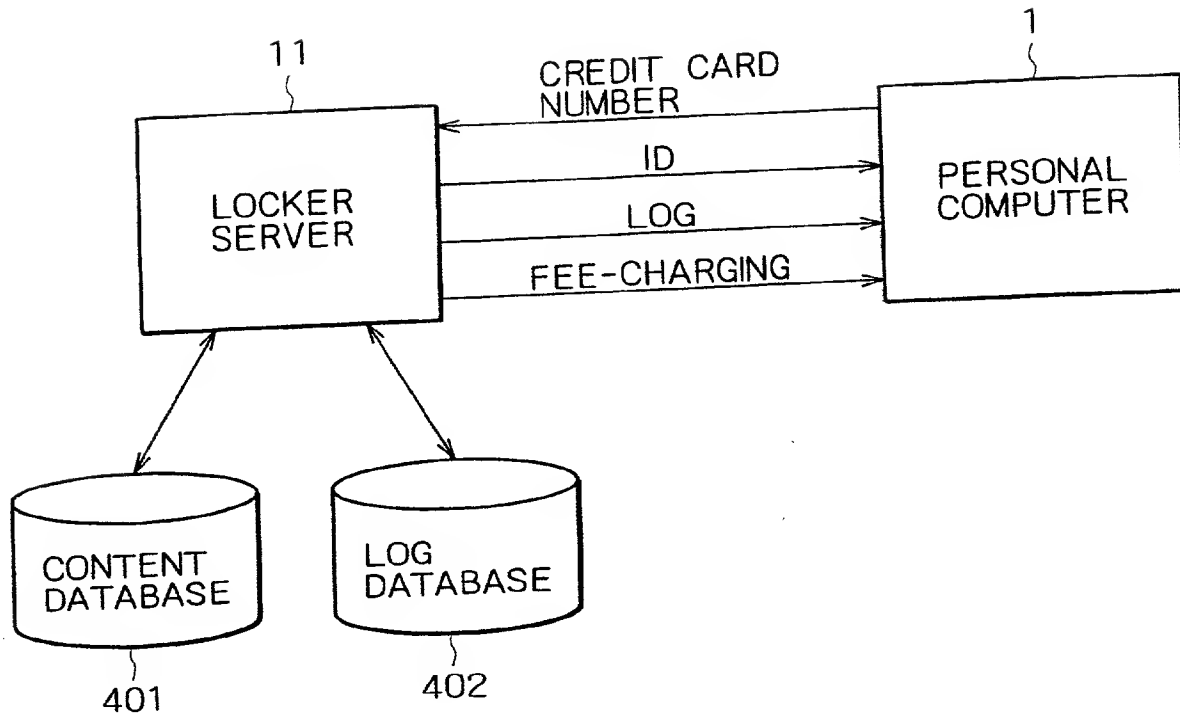 11
1
CREDIT CARD
NUMBER
ID
LOG
FEE-CHARGING
LOCKER
SERVER
PERSONAL
COMPUTER
CONTENT
DATABASE
LOG
DATABASE
401
402